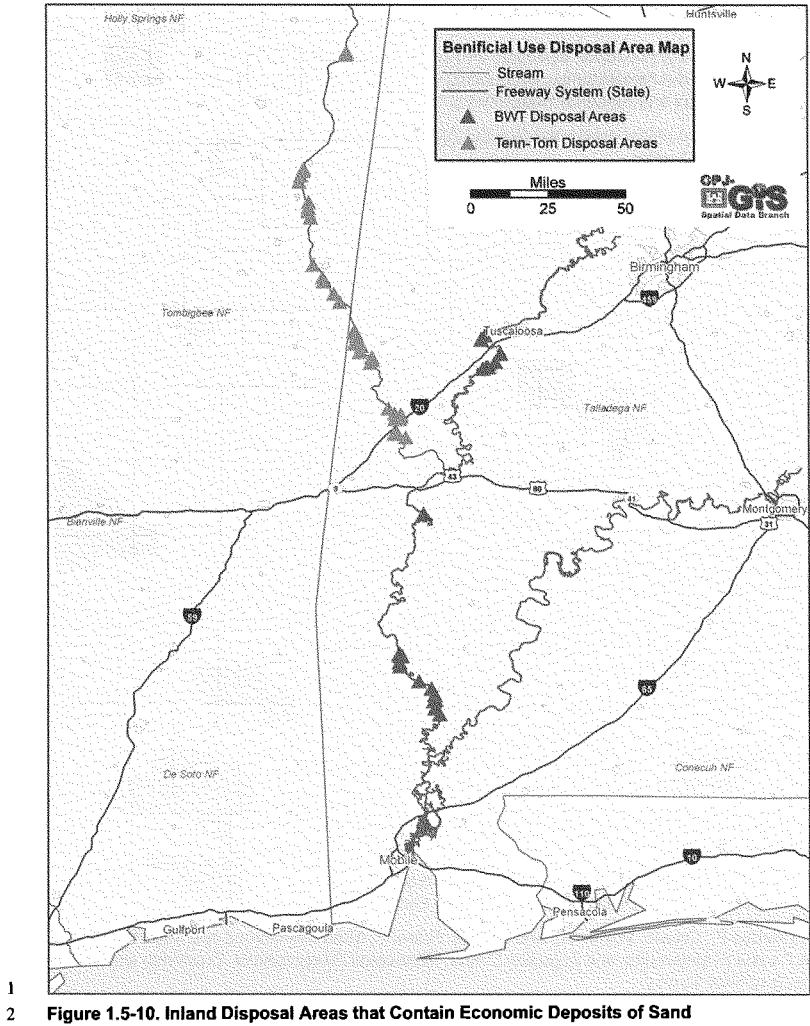 Holly Springs NF
Huntsville
Benificial Use Disposal Area Map
Stream
Freeway System (State)
BWT Disposal Areas
Tenn-Tom Disposal Areas
N
W E
S
Miles
0 25 50
OPJ-
GIS
Spatial Data Branch
Birmingham
Tombigbee NF
Tuscaloosa
20
Talladega NF
43
80
41
Montgomery
31
Bienville NF
59
65
De Soto NF
Conecuh NF
Mobile
10
110
Pensacola
Gulfport
Pascagoula
1
2 Figure 1.5-10. Inland Disposal Areas that Contain Economic Deposits of Sand